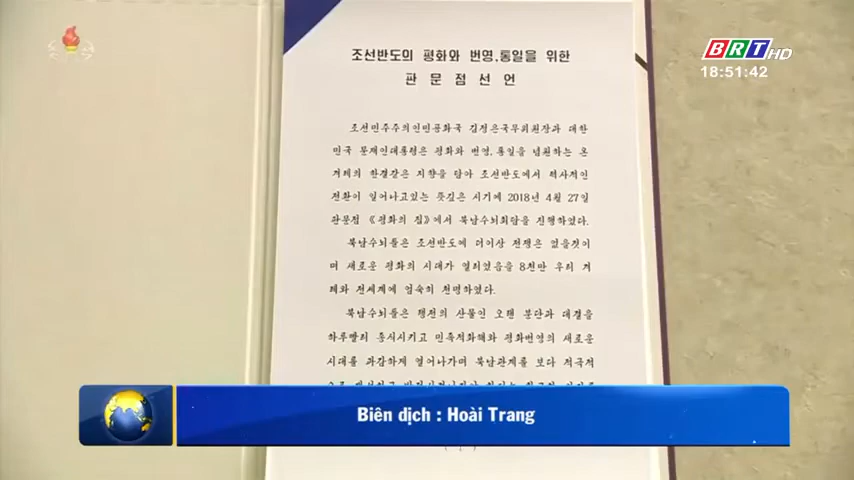 BRT HD
18:51:42
조선반도의 평화와 번영, 통일을 위한
판문점선언
조선민주주의인민공화국 김정은국무위원장과 대한
민국 문재인대통령은 평화와 번영, 통일을 념원하는 온
겨레의 한결같은 지향을 담아 조선반도에서 력사적인
전환이 일어나고있는 뜻깊은 시기에 2018년 4월 27일
판문점 《평화의 집》에서 북남수뇌회담을 진행하였다.
북남수뇌들은 조선반도에 더이상 전쟁은 없을것이
며 새로운 평화의 시대가 열리였음을 8천만 우리 겨
레와 전세계에 엄숙히 천명하였다.
북남수뇌들은 랭전의 산물인 오랜 분단과 대결을
하루빨리 종식시키고 민족적화해와 평화번영의 새로운
시대를 과감하게 열어나가며 북남관계를 보다 적극적
Biên dịch : Hoài Trang